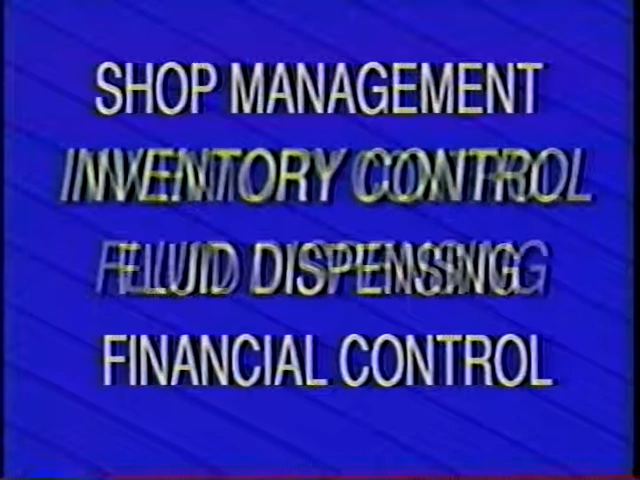 SHOP MANAGEMENT
INVENTORY CONTROL
FLUID DISPENSING
FINANCIAL CONTROL